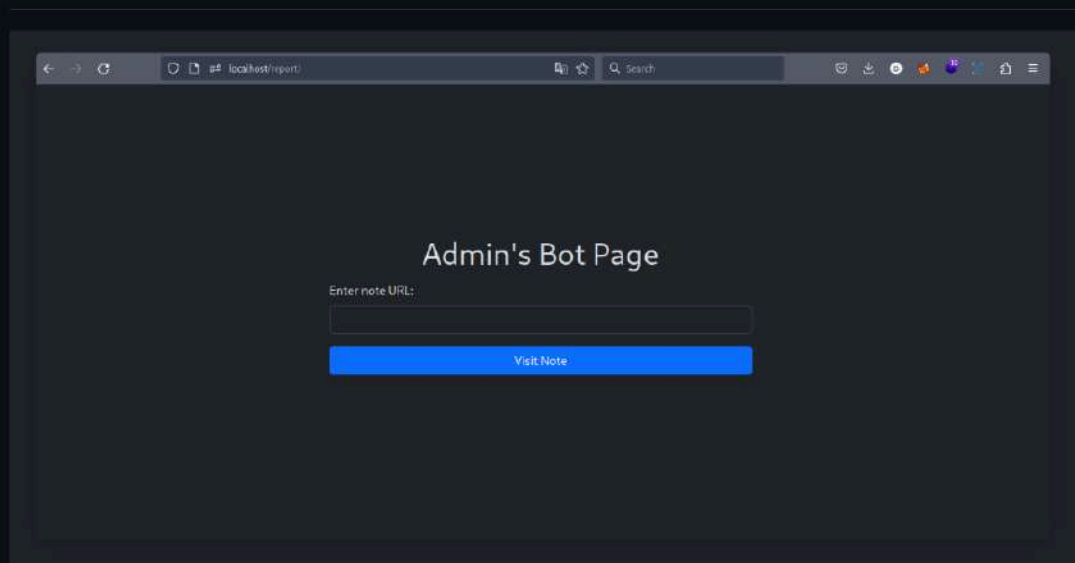 localhost/report/
Search
Admin's Bot Page
Enter note URL:
Visit Note